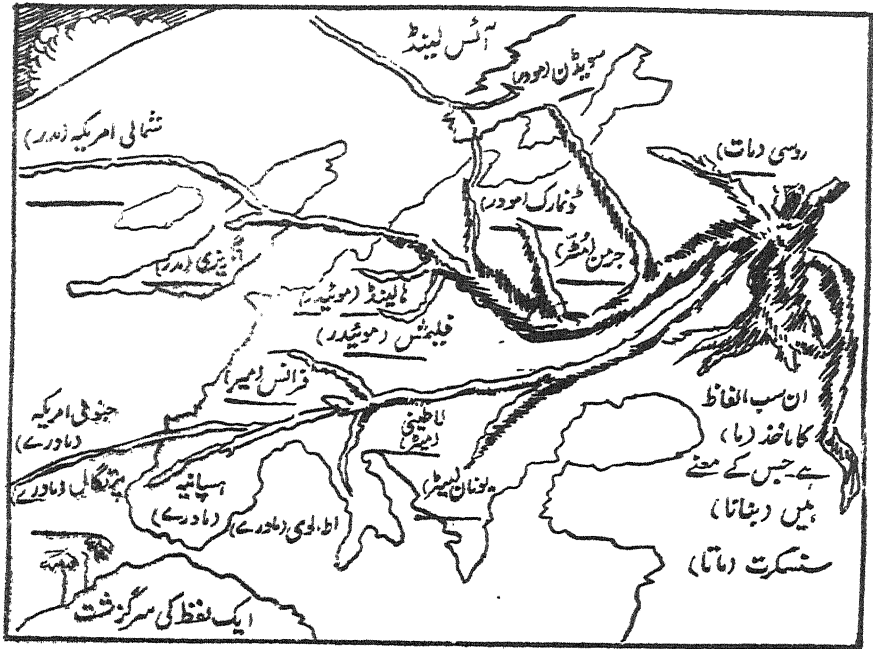 آئس لینڈ
سویڈن (مودر)
شمالی امریکہ (مدر)
روسی (مات)
ڈنمارک (مودر)
جرمن (مُٹر)
انگریزی (مدر)
ہالینڈ (موئیدر)
فلیمش (موئیدر)
فرانس (میر)
جنوبی امریکہ
(مادرے)
پرتگالی (مادرے)
ہسپانیہ
(مادرے)
اطالوی (مادرے)
لاطینی
(میٹر)
یونان (میٹر)
ان سب الفاظ
کا ماخذ (ما)
ہے جس کے معنے
ہیں (بنانا)
سنسکرت (ماتا)
ایک لفظ کی سرگزشت